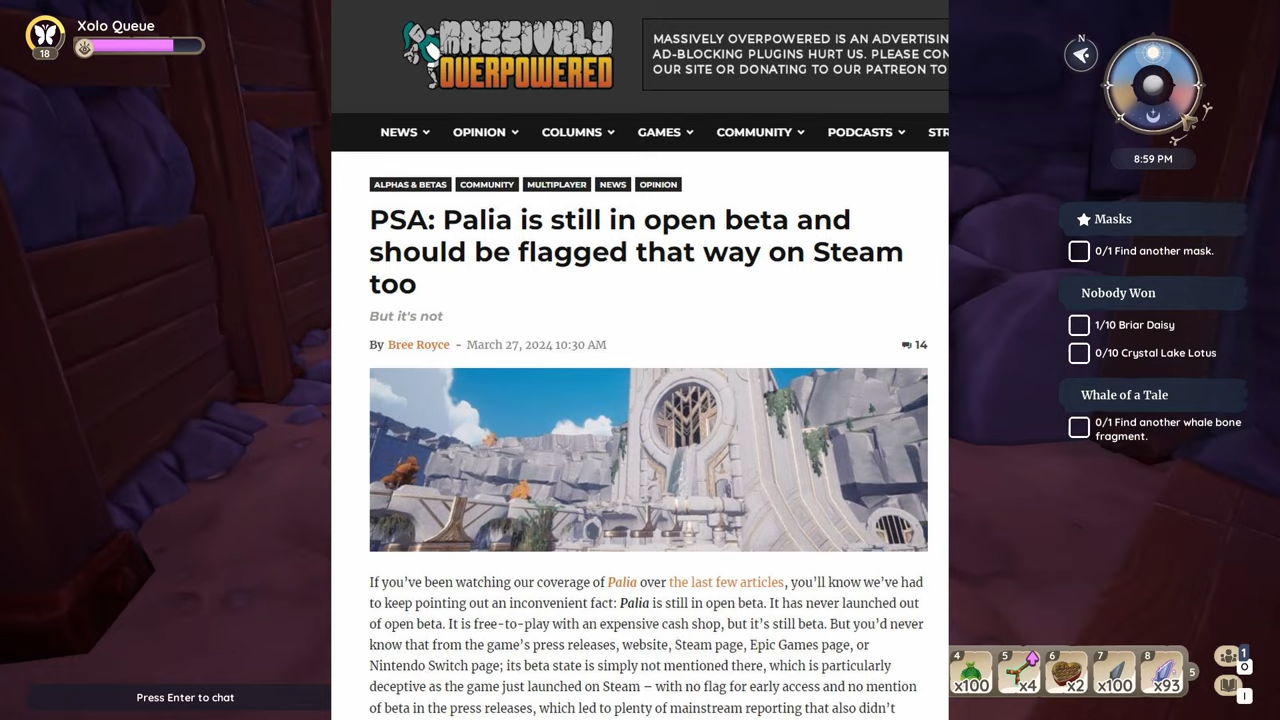 Xolo Queue
18
MASSIVELY
OVERPOWERED
MASSIVELY OVERPOWERED IS AN ADVERTISIN
AD-BLOCKING PLUGINS HURT US. PLEASE CON
OUR SITE OR DONATING TO OUR PATREON TO
NEWS OPINION COLUMNS GAMES COMMUNITY PODCASTS STR
ALPHAS & BETAS COMMUNITY MULTIPLAYER NEWS OPINION
PSA: Palia is still in open beta and
should be flagged that way on Steam
too
But it's not
By Bree Royce - March 27, 2024 10:30 AM
14
If you've been watching our coverage of Palia over the last few articles, you'll know we've had
to keep pointing out an inconvenient fact: Palia is still in open beta. It has never launched out
of open beta. It is free-to-play with an expensive cash shop, but it's still beta. But you'd never
know that from the game's press releases, website, Steam page, Epic Games page, or
Nintendo Switch page; its beta state is simply not mentioned there, which is particularly
deceptive as the game just launched on Steam – with no flag for early access and no mention
of beta in the press releases, which led to plenty of mainstream reporting that also didn't
N
8:59 PM
Masks
0/1 Find another mask.
Nobody Won
1/10 Briar Daisy
0/10 Crystal Lake Lotus
Whale of a Tale
0/1 Find another whale bone
fragment.
Press Enter to chat
4 5 6 7 8
x100 x4 x2 x100 x93
5
1
O
I